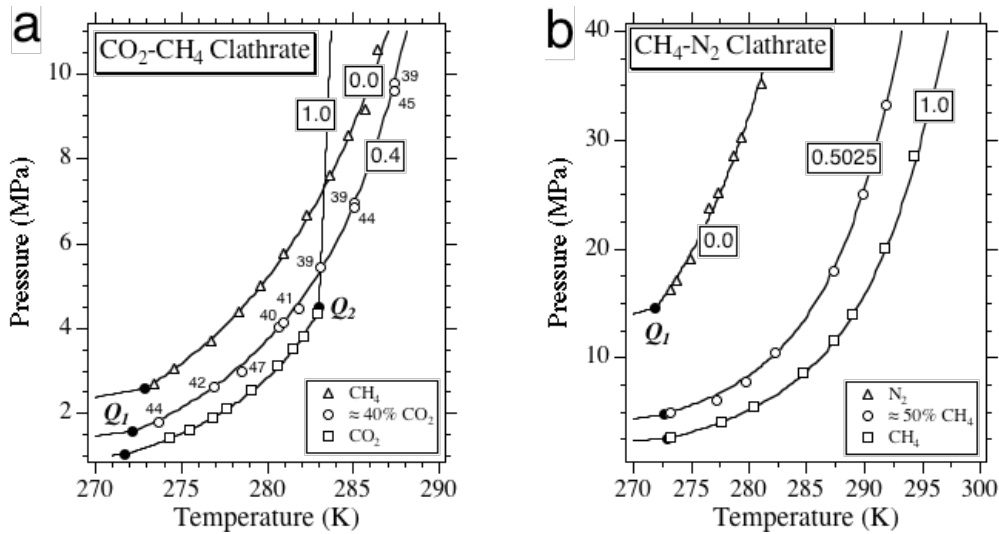 a
CO₂-CH₄ Clathrate
10
8
6
4
2
Pressure (MPa)
270
275
280
285
290
Temperature (K)
1.0
0.0
0.4
39
45
39
44
39
41
40
47
42
44
Q₁
Q₂
CH₄
≈ 40% CO₂
CO₂
b
CH₄-N₂ Clathrate
40
30
20
10
Pressure (MPa)
270
275
280
285
290
295
300
Temperature (K)
1.0
0.5025
0.0
Q₁
N₂
≈ 50% CH₄
CH₄